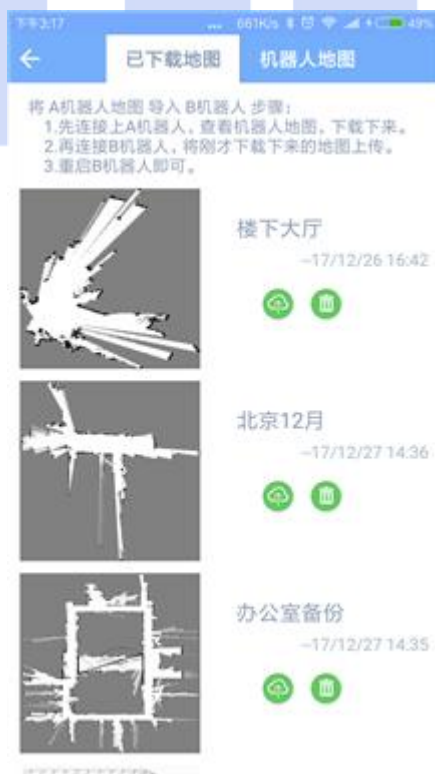 下午3:17 ... 661K/s 49%
已下载地图 机器人地图
将 A机器人地图 导入 B机器人 步骤：
1.先连接上A机器人，查看机器人地图，下载下来。
2.再连接B机器人，将刚才下载下来的地图上传。
3.重启B机器人即可。
楼下大厅
--17/12/26 16:42
北京12月
--17/12/27 14:36
办公室备份
--17/12/27 14:35